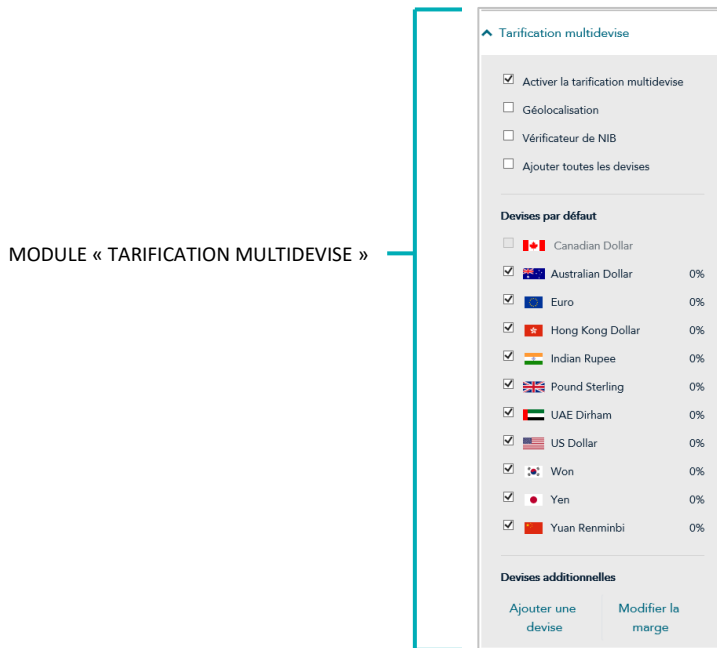 Tarification multidevise
Activer la tarification multidevise
Géolocalisation
Vérificateur de NIB
Ajouter toutes les devises
Devises par défaut
Canadian Dollar
MODULE « TARIFICATION MULTIDEVISE »
Australian Dollar 0%
Euro 0%
Hong Kong Dollar 0%
Indian Rupee 0%
Pound Sterling 0%
UAE Dirham 0%
US Dollar 0%
Won 0%
Yen 0%
Yuan Renminbi 0%
Devises additionnelles
Ajouter une
devise
Modifier la
marge